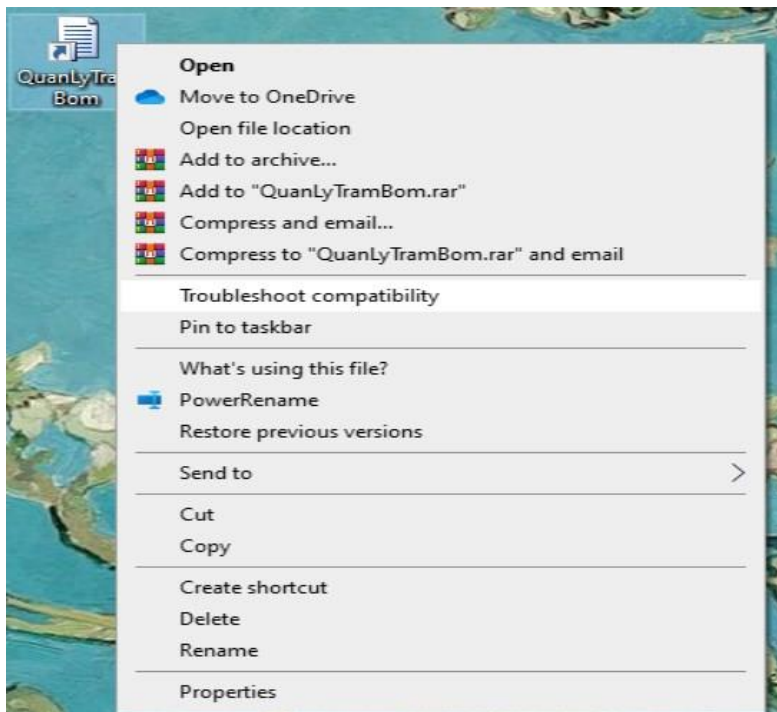 QuanLyTra
Bom
Open
Move to OneDrive
Open file location
Add to archive...
Add to "QuanLyTramBom.rar"
Compress and email...
Compress to "QuanLyTramBom.rar" and email
Troubleshoot compatibility
Pin to taskbar
What's using this file?
PowerRename
Restore previous versions
Send to
Cut
Copy
Create shortcut
Delete
Rename
Properties